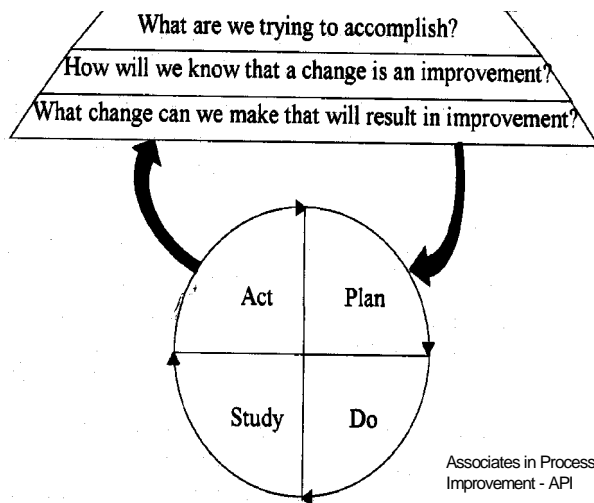 What are we trying to accomplish?
How will we know that a change is an improvement?
What change can we make that will result in improvement?
Act
Plan
Study
Do
Associates in Process
Improvement - API